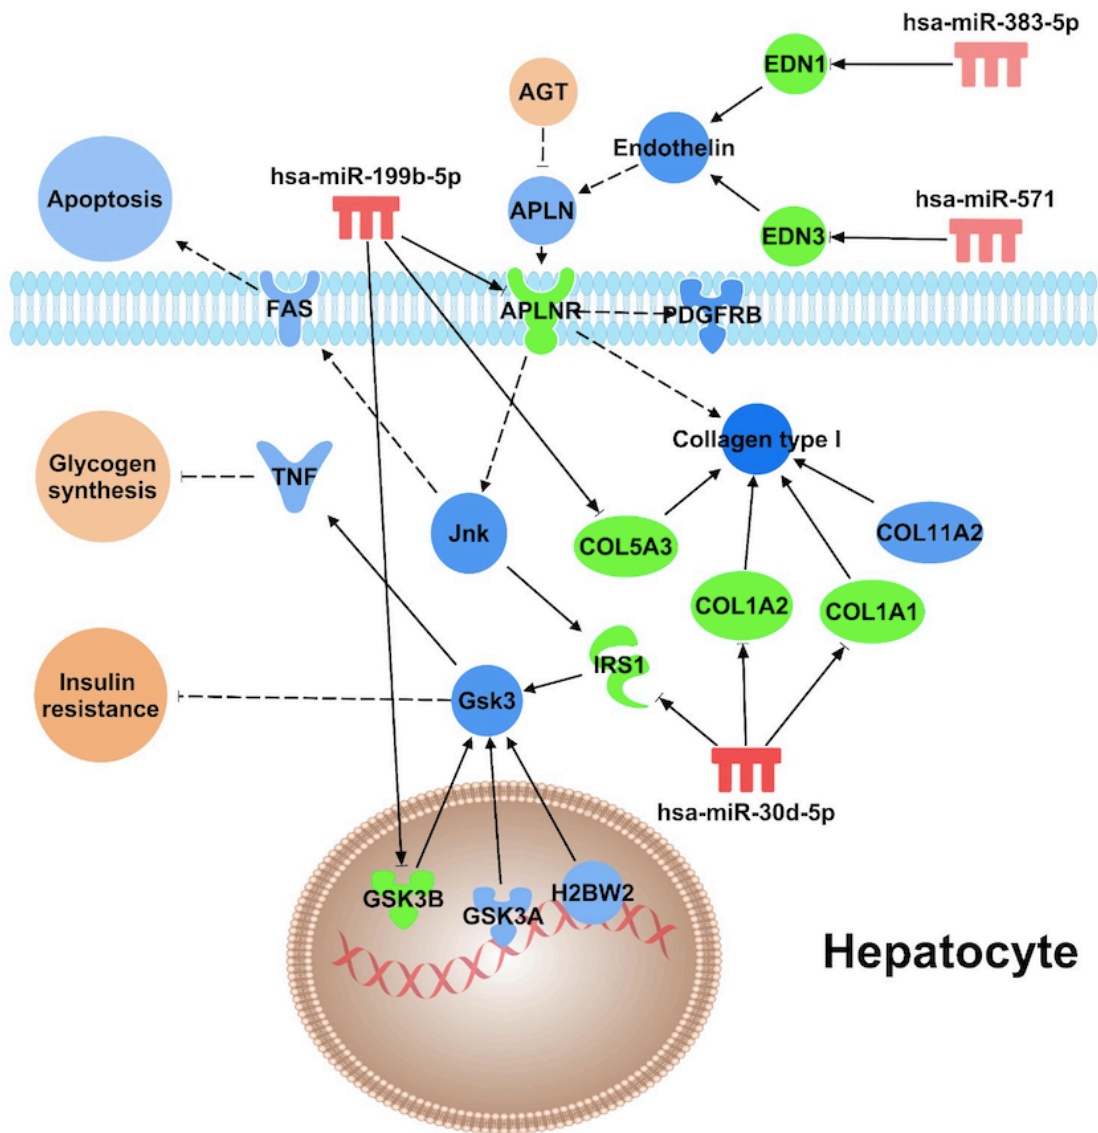 hsa-miR-383-5p
EDN1
AGT
Endothelin
hsa-miR-199b-5p
Apoptosis
APLN
hsa-miR-571
EDN3
FAS
APLNR
PDGFRB
Collagen type I
Glycogen
synthesis
TNF
Jnk
COL5A3
COL11A2
COL1A2
COL1A1
IRS1
Insulin
resistance
Gsk3
hsa-miR-30d-5p
GSK3B
GSK3A
H2BW2
Hepatocyte